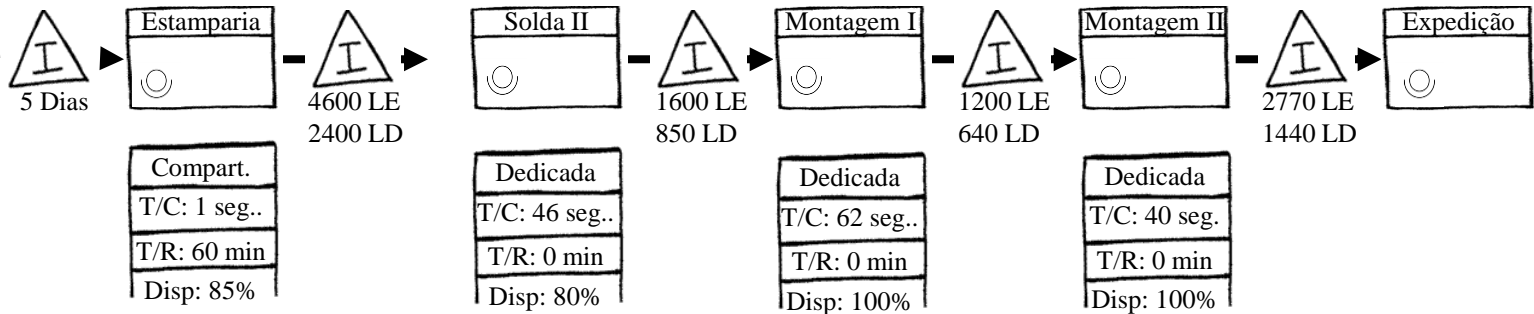 Estamparia
Solda II
Montagem I
Montagem II
Expedição
I
I
I
I
I
5 Dias
4600 LE
2400 LD
1600 LE
850 LD
1200 LE
640 LD
2770 LE
1440 LD
Compart.
T/C: 1 seg..
T/R: 60 min
Disp: 85%
Dedicada
T/C: 46 seg..
T/R: 0 min
Disp: 80%
Dedicada
T/C: 62 seg..
T/R: 0 min
Disp: 100%
Dedicada
T/C: 40 seg.
T/R: 0 min
Disp: 100%